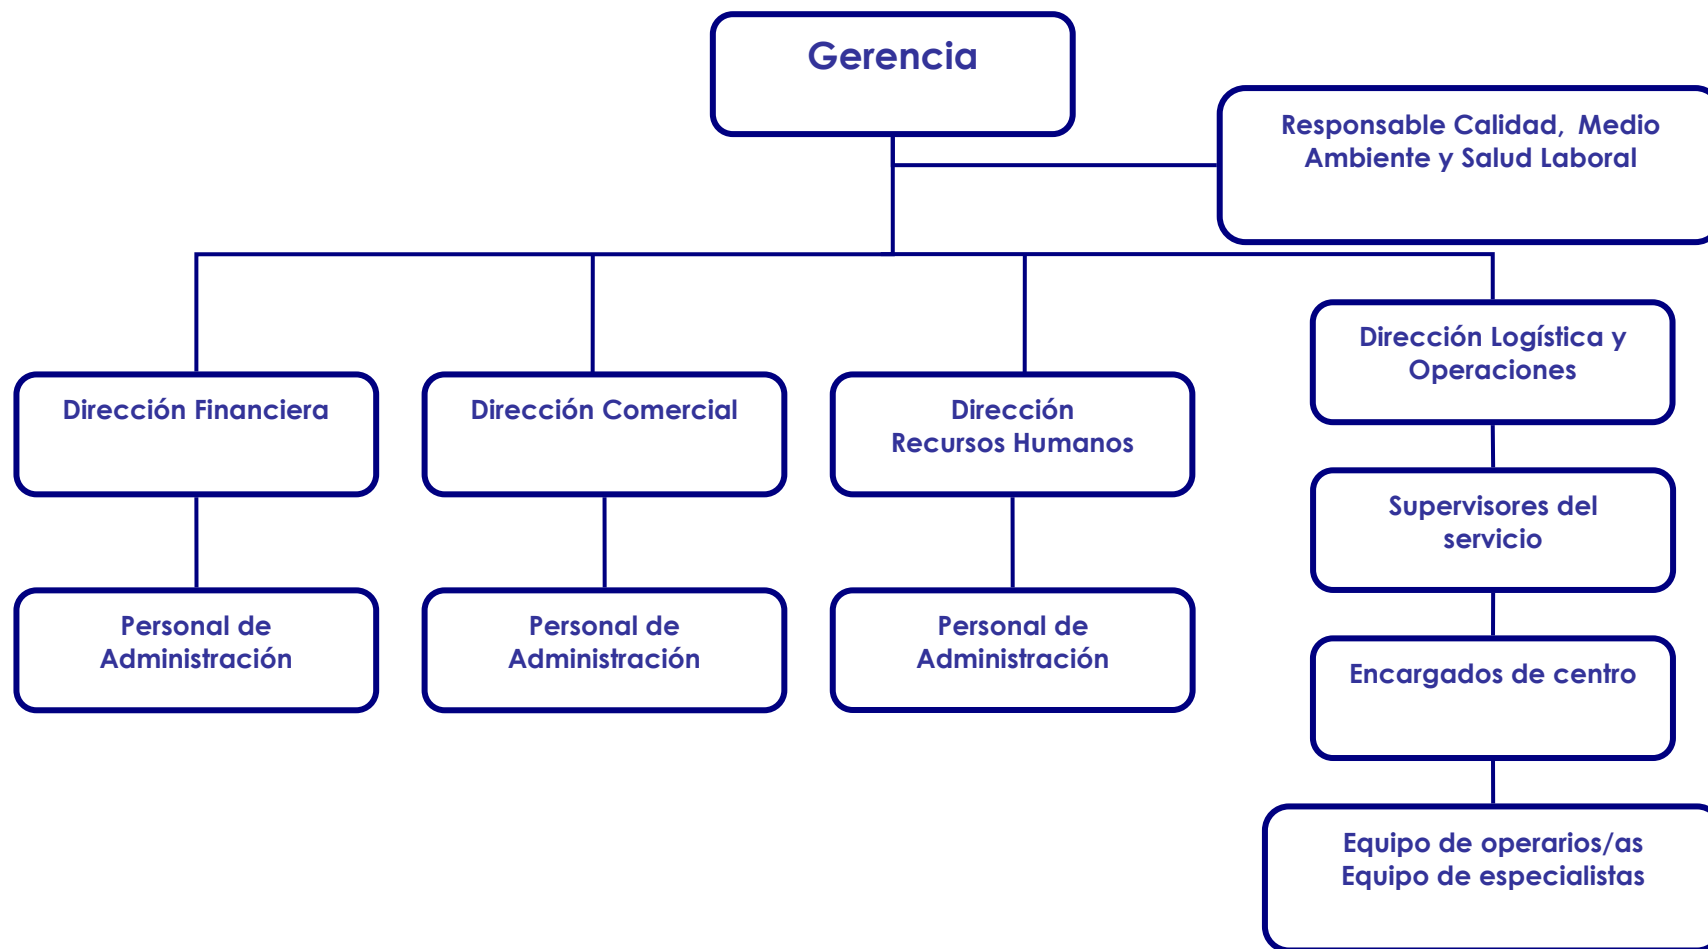 Gerencia
Responsable Calidad, Medio
Ambiente y Salud Laboral
Dirección Logística y
Operaciones
Dirección Financiera
Dirección Comercial
Dirección
Recursos Humanos
Supervisores del
servicio
Personal de
Administración
Personal de
Administración
Personal de
Administración
Encargados de centro
Equipo de operarios/as
Equipo de especialistas